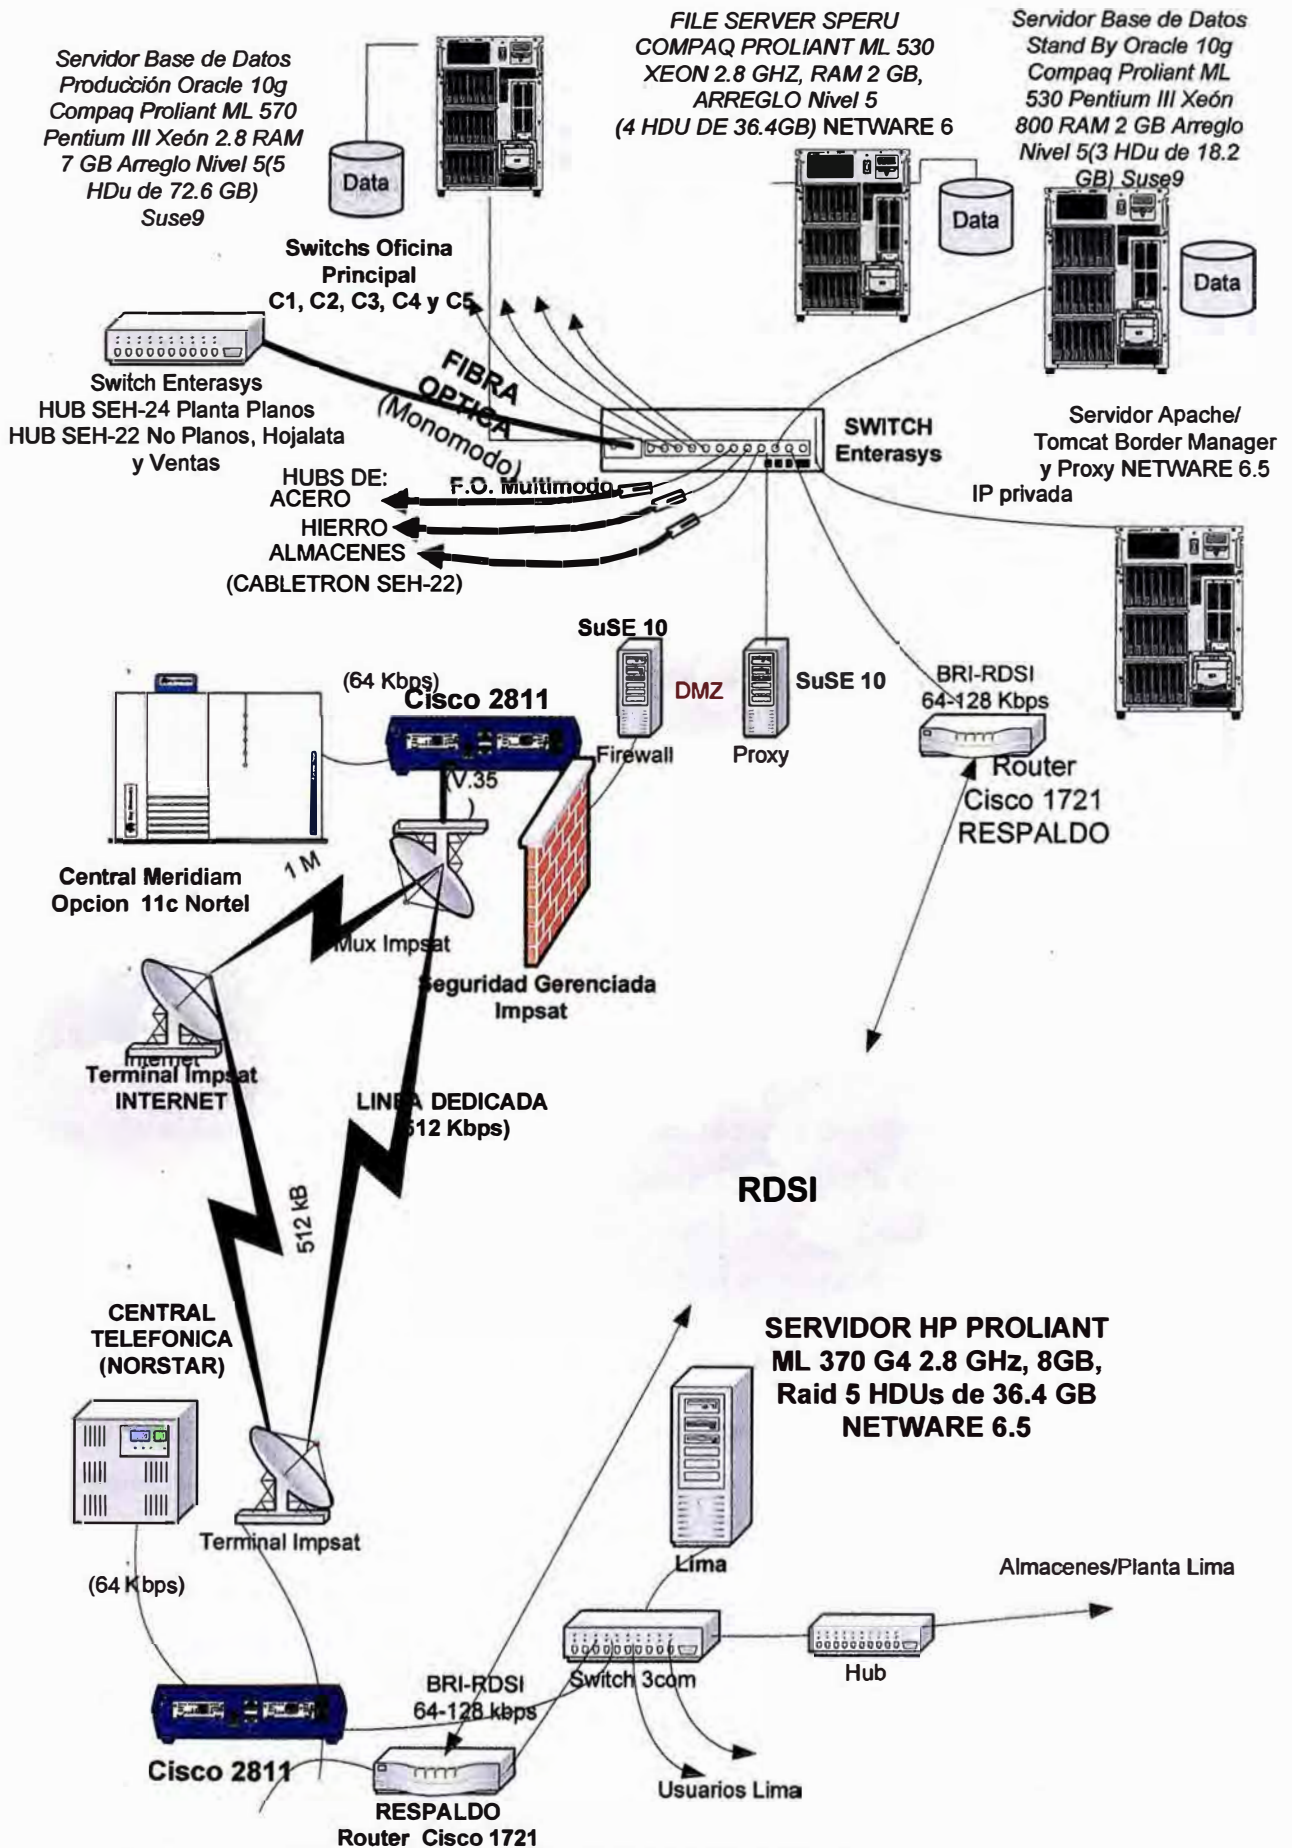 Servidor Base de Datos
Producción Oracle 10g
Compaq Proliant ML 570
Pentium III Xeón 2.8 RAM
7 GB Arreglo Nivel 5(5
HDu de 72.6 GB)
Suse9
Data
FILE SERVER SPERU
COMPAQ PROLIANT ML 530
XEON 2.8 GHZ, RAM 2 GB,
ARREGLO Nivel 5
(4 HDU DE 36.4GB) NETWARE 6
Data
Servidor Base de Datos
Stand By Oracle 10g
Compaq Proliant ML
530 Pentium III Xeón
800 RAM 2 GB Arreglo
Nivel 5(3 HDu de 18.2
GB) Suse9
Data
Switchs Oficina
Principal
C1, C2, C3, C4 y C5
Switch Enterasys
HUB SEH-24 Planta Planos
HUB SEH-22 No Planos, Hojalata
y Ventas
FIBRA
OPTICA
(Monomodo)
SWITCH
Enterasys
Servidor Apache/
Tomcat Border Manager
y Proxy NETWARE 6.5
IP privada
HUBS DE:
ACERO
F.O. Multimodo
HIERRO
ALMACENES
(CABLETRON SEH-22)
SuSE 10
DMZ
SuSE 10
Firewall
Proxy
BRI-RDSI
64-128 Kbps
Router
Cisco 1721
RESPALDO
(64 Kbps)
Cisco 2811
(V.35
)
Central Meridiam
Opcion 11c Nortel
1 M
Mux Impsat
Seguridad Gerenciada
Impsat
Internet
Terminal Impsat
INTERNET
LINEA DEDICADA
512 Kbps)
512 kB
RDSI
CENTRAL
TELEFONICA
(NORSTAR)
SERVIDOR HP PROLIANT
ML 370 G4 2.8 GHz, 8GB,
Raid 5 HDUs de 36.4 GB
NETWARE 6.5
Terminal Impsat
Lima
(64 Kbps)
Almacenes/Planta Lima
Switch 3com
Hub
BRI-RDSI
64-128 kbps
Cisco 2811
Usuarios Lima
RESPALDO
Router Cisco 1721